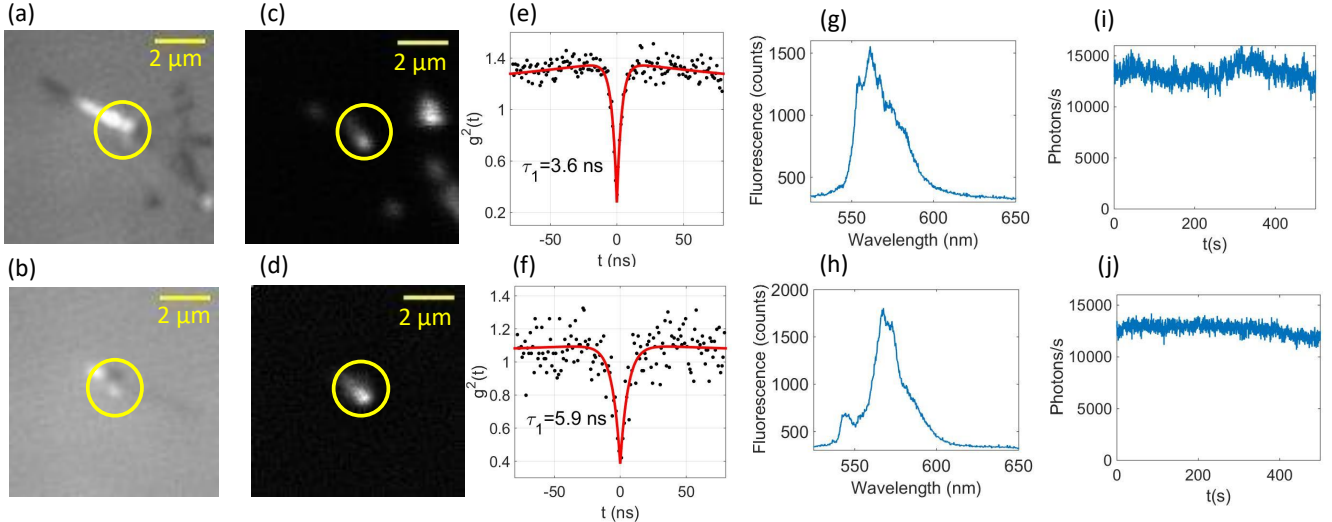 (a)
2 μm
(c)
2 μm
(e)
1.4
1
0.6
0.2
g²(t)
τ₁=3.6 ns
-50
0
50
t (ns)
(g)
1500
1000
500
Fluorescence (counts)
550
600
650
Wavelength (nm)
(i)
15000
10000
5000
0
Photons/s
0
200
400
t(s)
(b)
2 μm
(d)
2 μm
(f)
1.4
1.2
1
0.8
0.6
0.4
g²(t)
τ₁=5.9 ns
-50
0
50
t (ns)
(h)
2000
1500
1000
500
Fluorescence (counts)
550
600
650
Wavelength (nm)
(j)
15000
10000
5000
0
Photons/s
0
200
400
t(s)